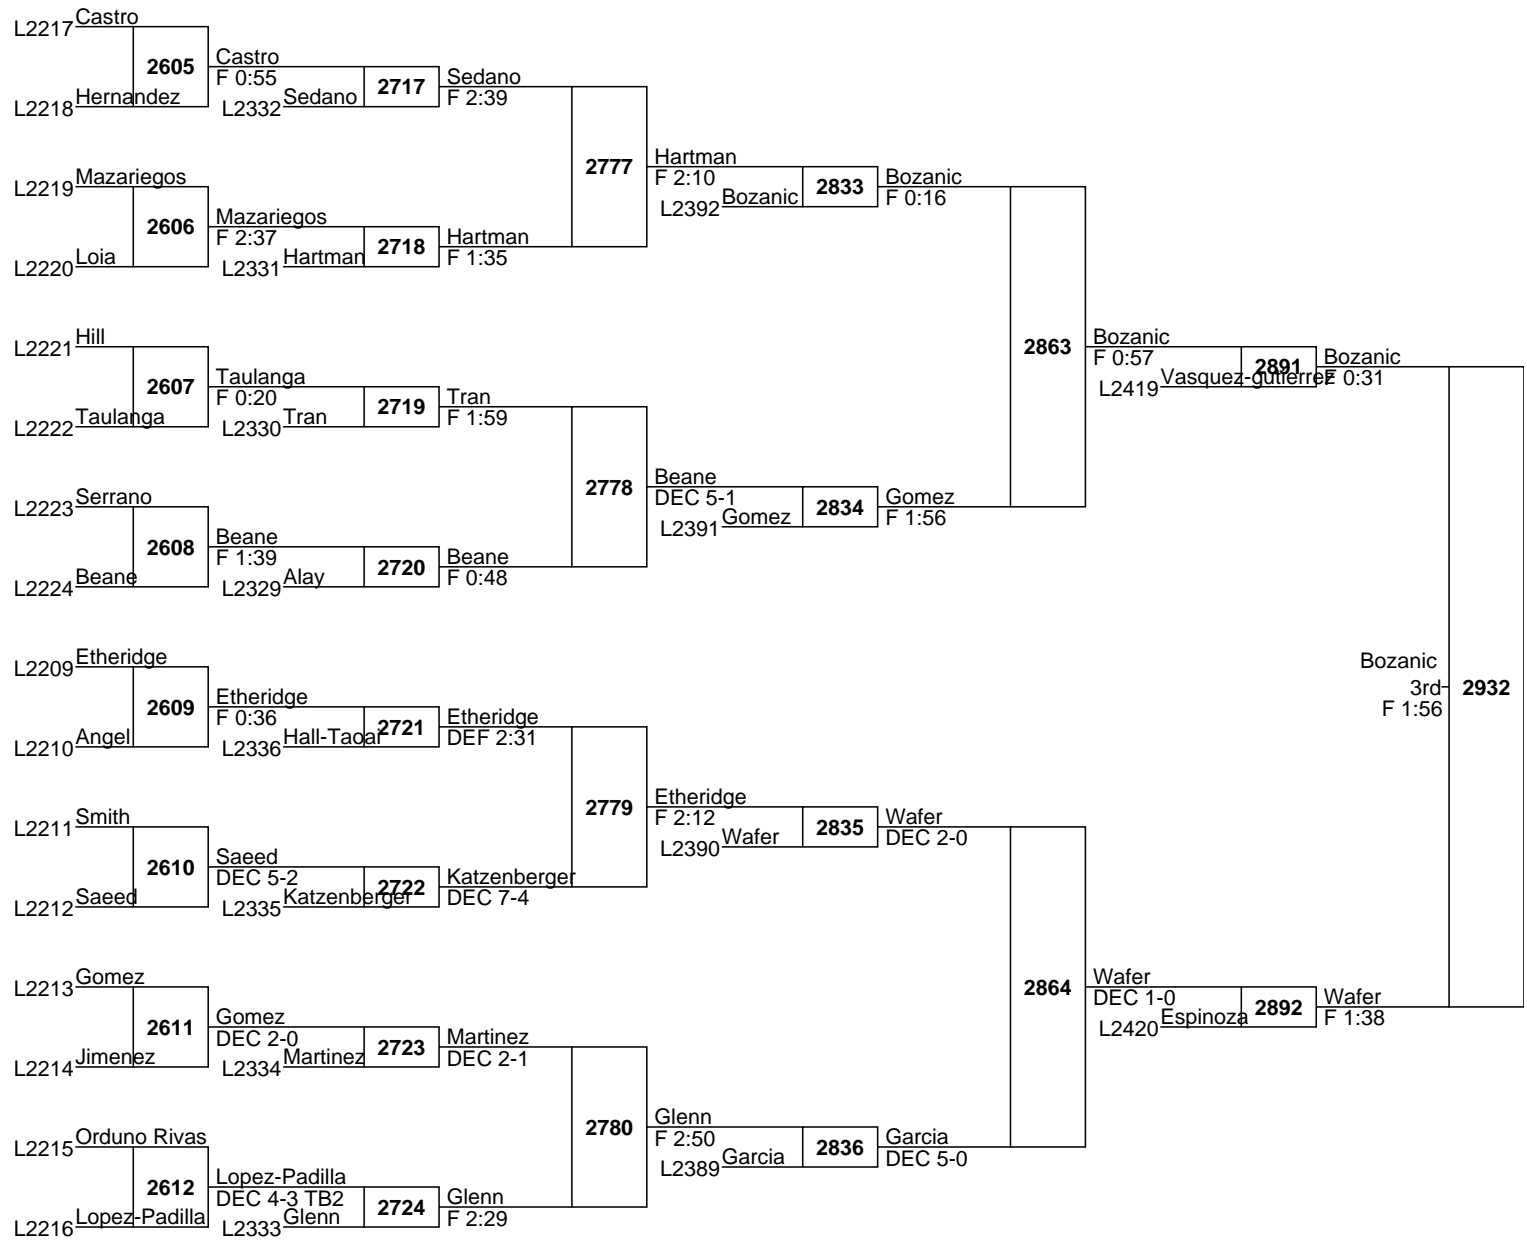 Castro
L2217
2605
Castro
F 0:55
Hernandez
L2218
L2332
Sedano
2717
Sedano
F 2:39
2777
Mazariegos
L2219
2606
Mazariegos
F 2:37
Loia
L2220
L2331
Hartman
2718
Hartman
F 1:35
Hartman
F 2:10
L2392
Bozanic
2833
Bozanic
F 0:16
Hill
L2221
2607
Taulanga
F 0:20
Taulanga
L2222
L2330
Tran
2719
Tran
F 1:59
2778
Serrano
L2223
2608
Beane
F 1:39
Beane
L2224
L2329
Alay
2720
Beane
F 0:48
Beane
DEC 5-1
L2391
Gomez
2834
Gomez
F 1:56
2863
Bozanic
F 0:57
L2419
Vasquez-gutierrez
2891
Bozanic
F 0:31
Etheridge
L2209
2609
Etheridge
F 0:36
Angel
L2210
L2336
Hall-Taoai
2721
Etheridge
DEF 2:31
2779
Smith
L2211
2610
Saeed
DEC 5-2
Saeed
L2212
L2335
Katzenberger
2722
Katzenberger
DEC 7-4
Etheridge
F 2:12
L2390
Wafer
2835
Wafer
DEC 2-0
Gomez
L2213
2611
Gomez
DEC 2-0
Jimenez
L2214
L2334
Martinez
2723
Martinez
DEC 2-1
2780
Orduno Rivas
L2215
2612
Lopez-Padilla
DEC 4-3 TB2
Lopez-Padilla
L2216
L2333
Glenn
2724
Glenn
F 2:29
Glenn
F 2:50
L2389
Garcia
2836
Garcia
DEC 5-0
2864
Wafer
DEC 1-0
L2420
Espinoza
2892
Wafer
F 1:38
Bozanic
3rd
F 1:56
2932